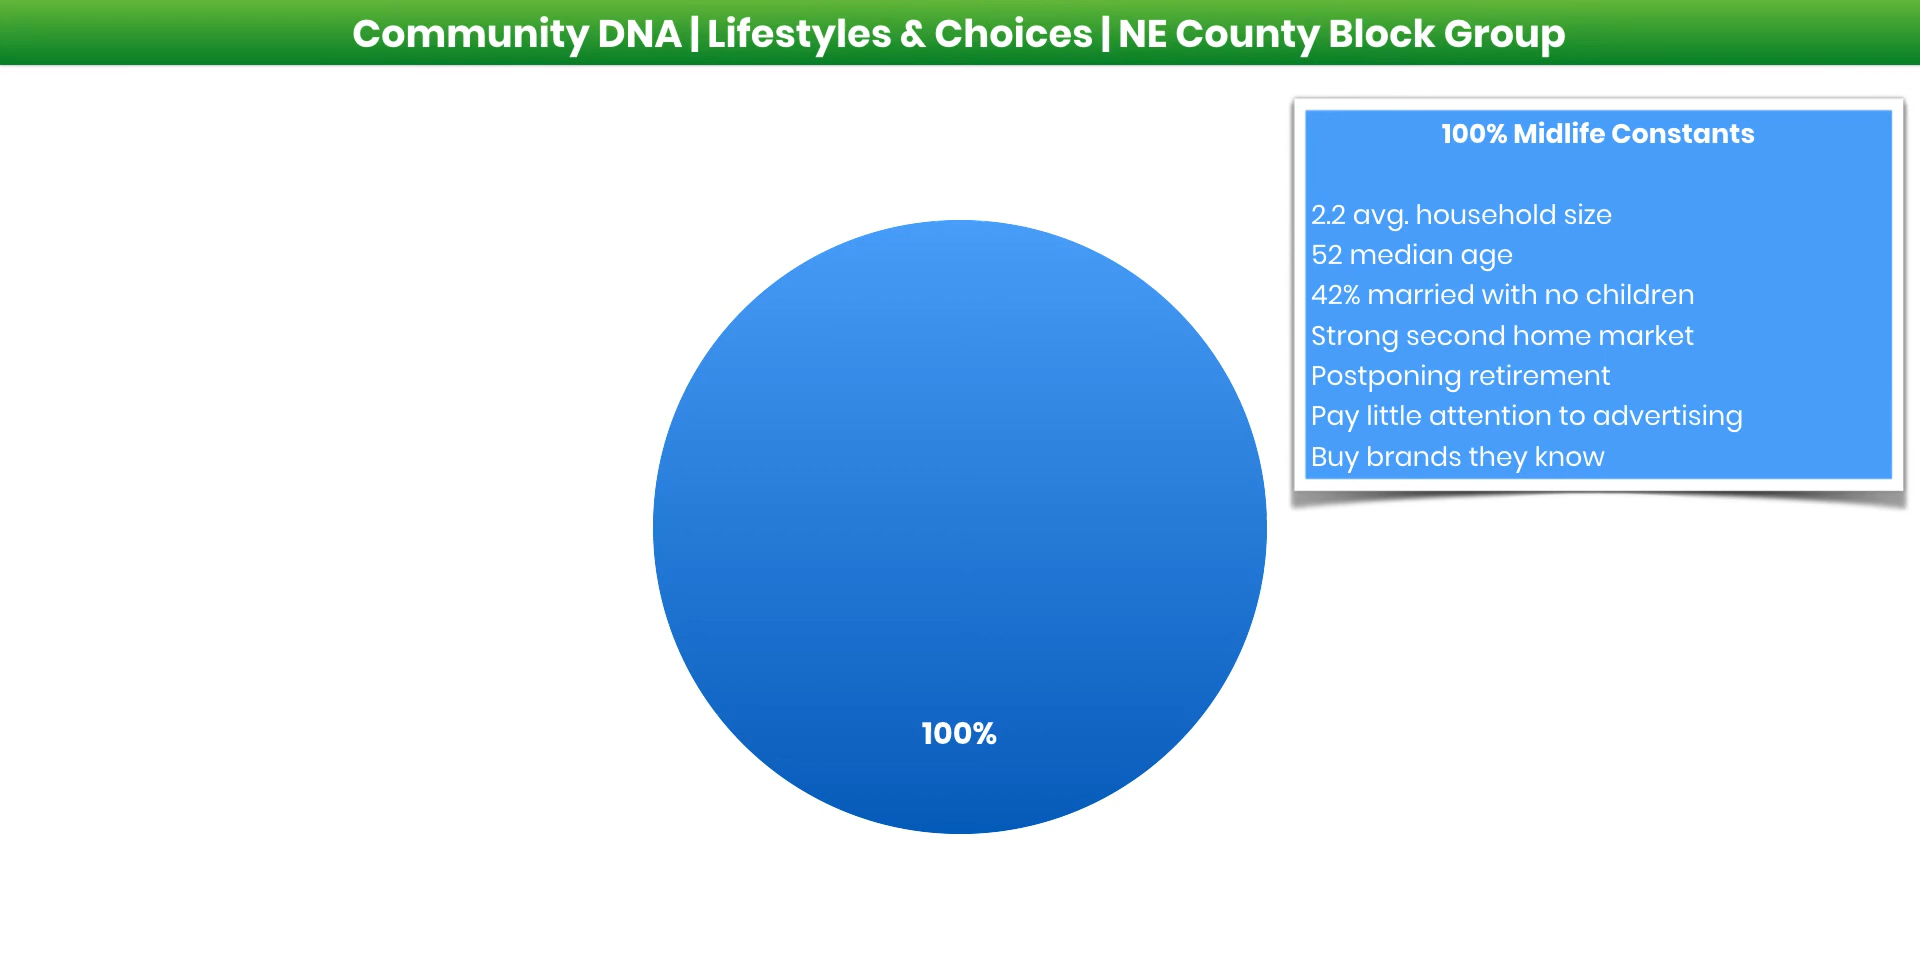 Community DNA | Lifestyles & Choices | NE County Block Group
100% Midlife Constants
2.2 avg. household size
52 median age
42% married with no children
Strong second home market
Postponing retirement
Pay little attention to advertising
Buy brands they know
100%